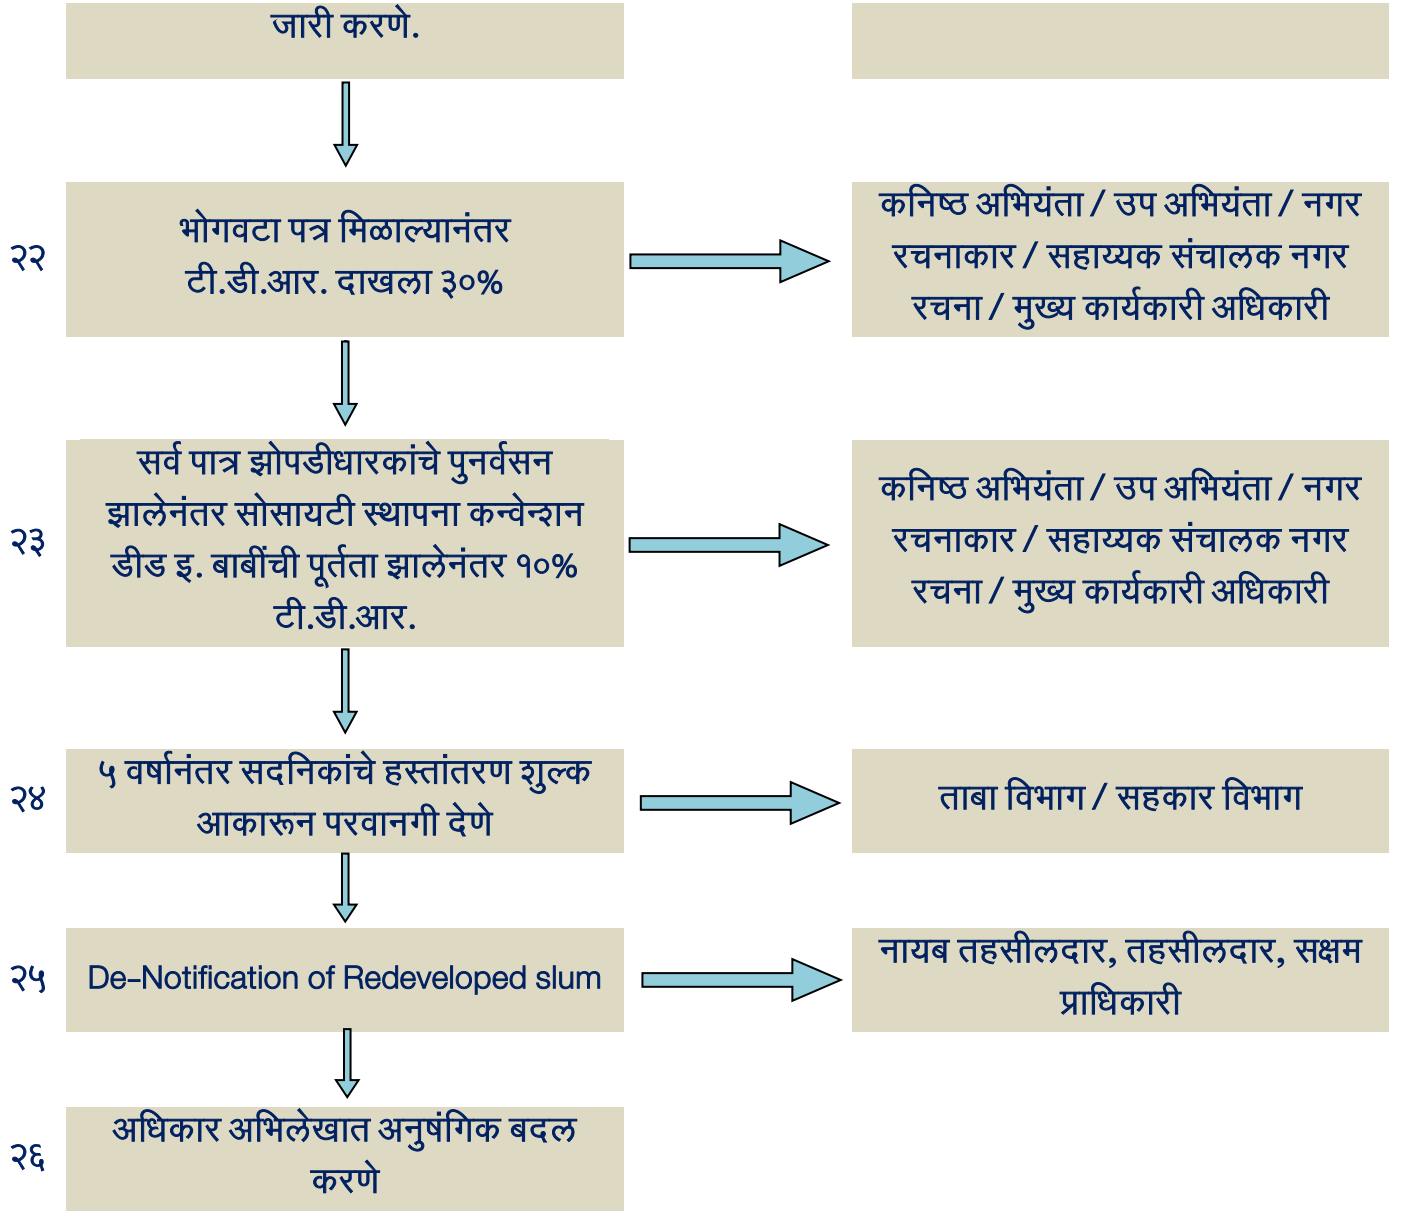 जारी करणे.
२२
भोगवटा पत्र मिळाल्यानंतर
टी.डी.आर. दाखला ३०%
कनिष्ठ अभियंता / उप अभियंता / नगर
रचनाकार / सहाय्यक संचालक नगर
रचना / मुख्य कार्यकारी अधिकारी
२३
सर्व पात्र झोपडीधारकांचे पुनर्वसन
झालेनंतर सोसायटी स्थापना कन्वेन्शन
डीड इ. बाबींची पूर्तता झालेनंतर १०%
टी.डी.आर.
कनिष्ठ अभियंता / उप अभियंता / नगर
रचनाकार / सहाय्यक संचालक नगर
रचना / मुख्य कार्यकारी अधिकारी
२४
५ वर्षानंतर सदनिकांचे हस्तांतरण शुल्क
आकारून परवानगी देणे
ताबा विभाग / सहकार विभाग
२५
De-Notification of Redeveloped slum
नायब तहसीलदार, तहसीलदार, सक्षम
प्राधिकारी
२६
अधिकार अभिलेखात अनुषंगिक बदल
करणे